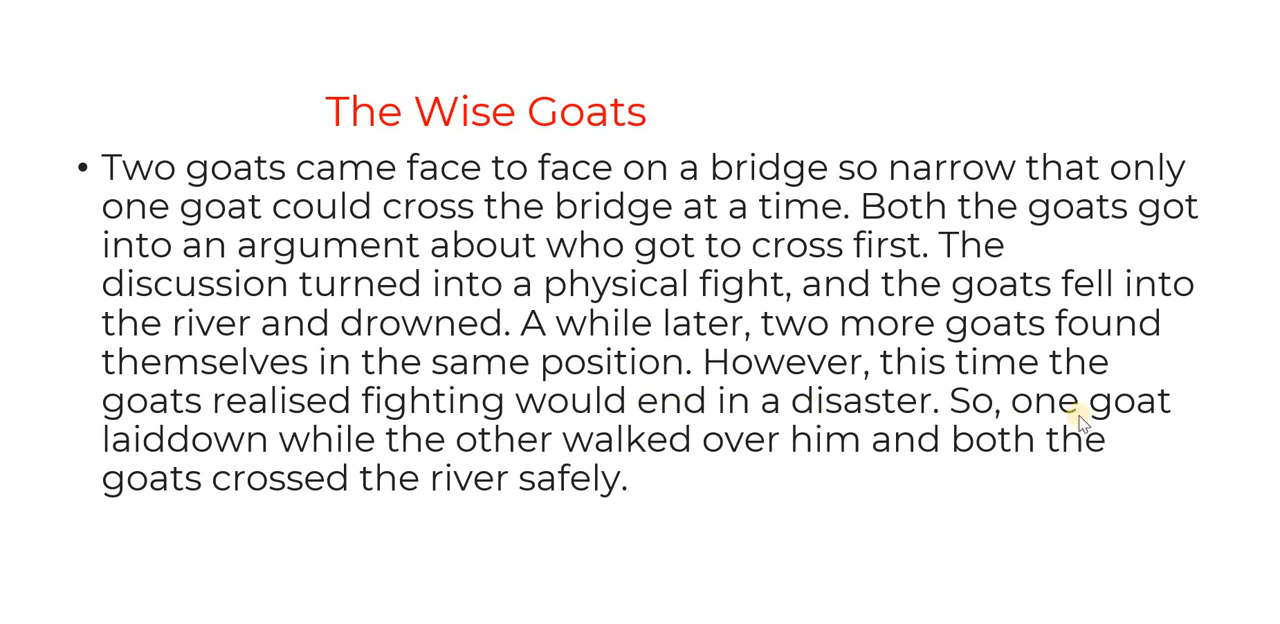 The Wise Goats
• Two goats came face to face on a bridge so narrow that only
one goat could cross the bridge at a time. Both the goats got
into an argument about who got to cross first. The
discussion turned into a physical fight, and the goats fell into
the river and drowned. A while later, two more goats found
themselves in the same position. However, this time the
goats realised fighting would end in a disaster. So, one goat
laiddown while the other walked over him and both the
goats crossed the river safely.